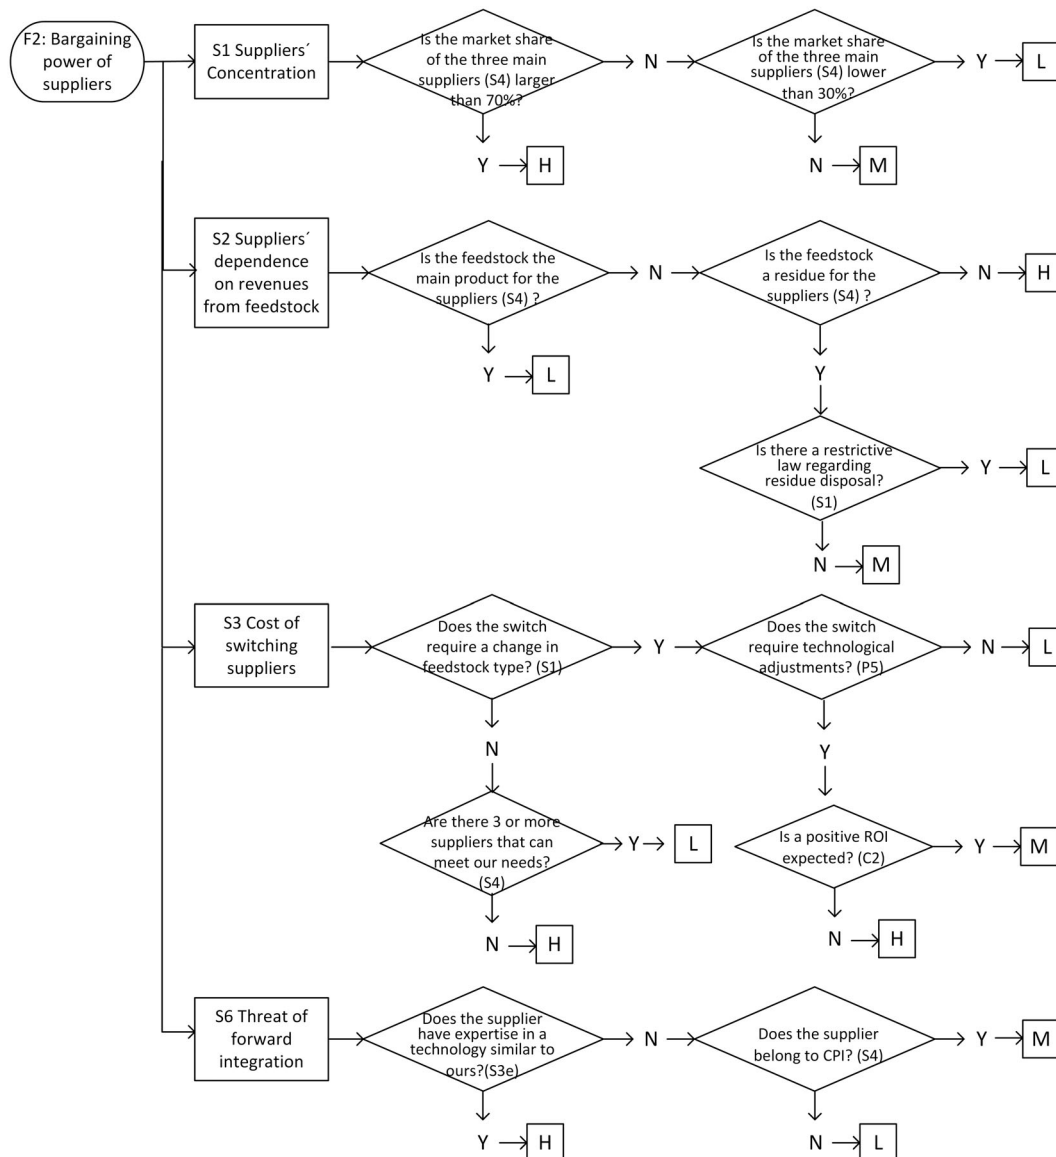 F2: Bargaining
power of
suppliers
S1 Suppliers´
Concentration
Is the market share
of the three main
suppliers (S4) larger
than 70%?
N
Is the market share
of the three main
suppliers (S4) lower
than 30%?
Y
L
Y
H
N
M
S2 Suppliers´
dependence
on revenues
from feedstock
Is the feedstock the
main product for the
suppliers (S4) ?
N
Is the feedstock
a residue for the
suppliers (S4) ?
N
H
Y
L
Y
Is there a restrictive
law regarding
residue disposal?
(S1)
Y
L
N
M
S3 Cost of
switching
suppliers
Does the switch
require a change in
feedstock type? (S1)
Y
Does the switch
require technological
adjustments? (P5)
N
L
N
Y
Are there 3 or more
suppliers that can
meet our needs?
(S4)
Y
L
Is a positive ROI
expected? (C2)
Y
M
N
H
N
H
S6 Threat of
forward
integration
Does the supplier
have expertise in a
technology similar to
ours?(S3e)
N
Does the supplier
belong to CPI? (S4)
Y
M
Y
H
N
L